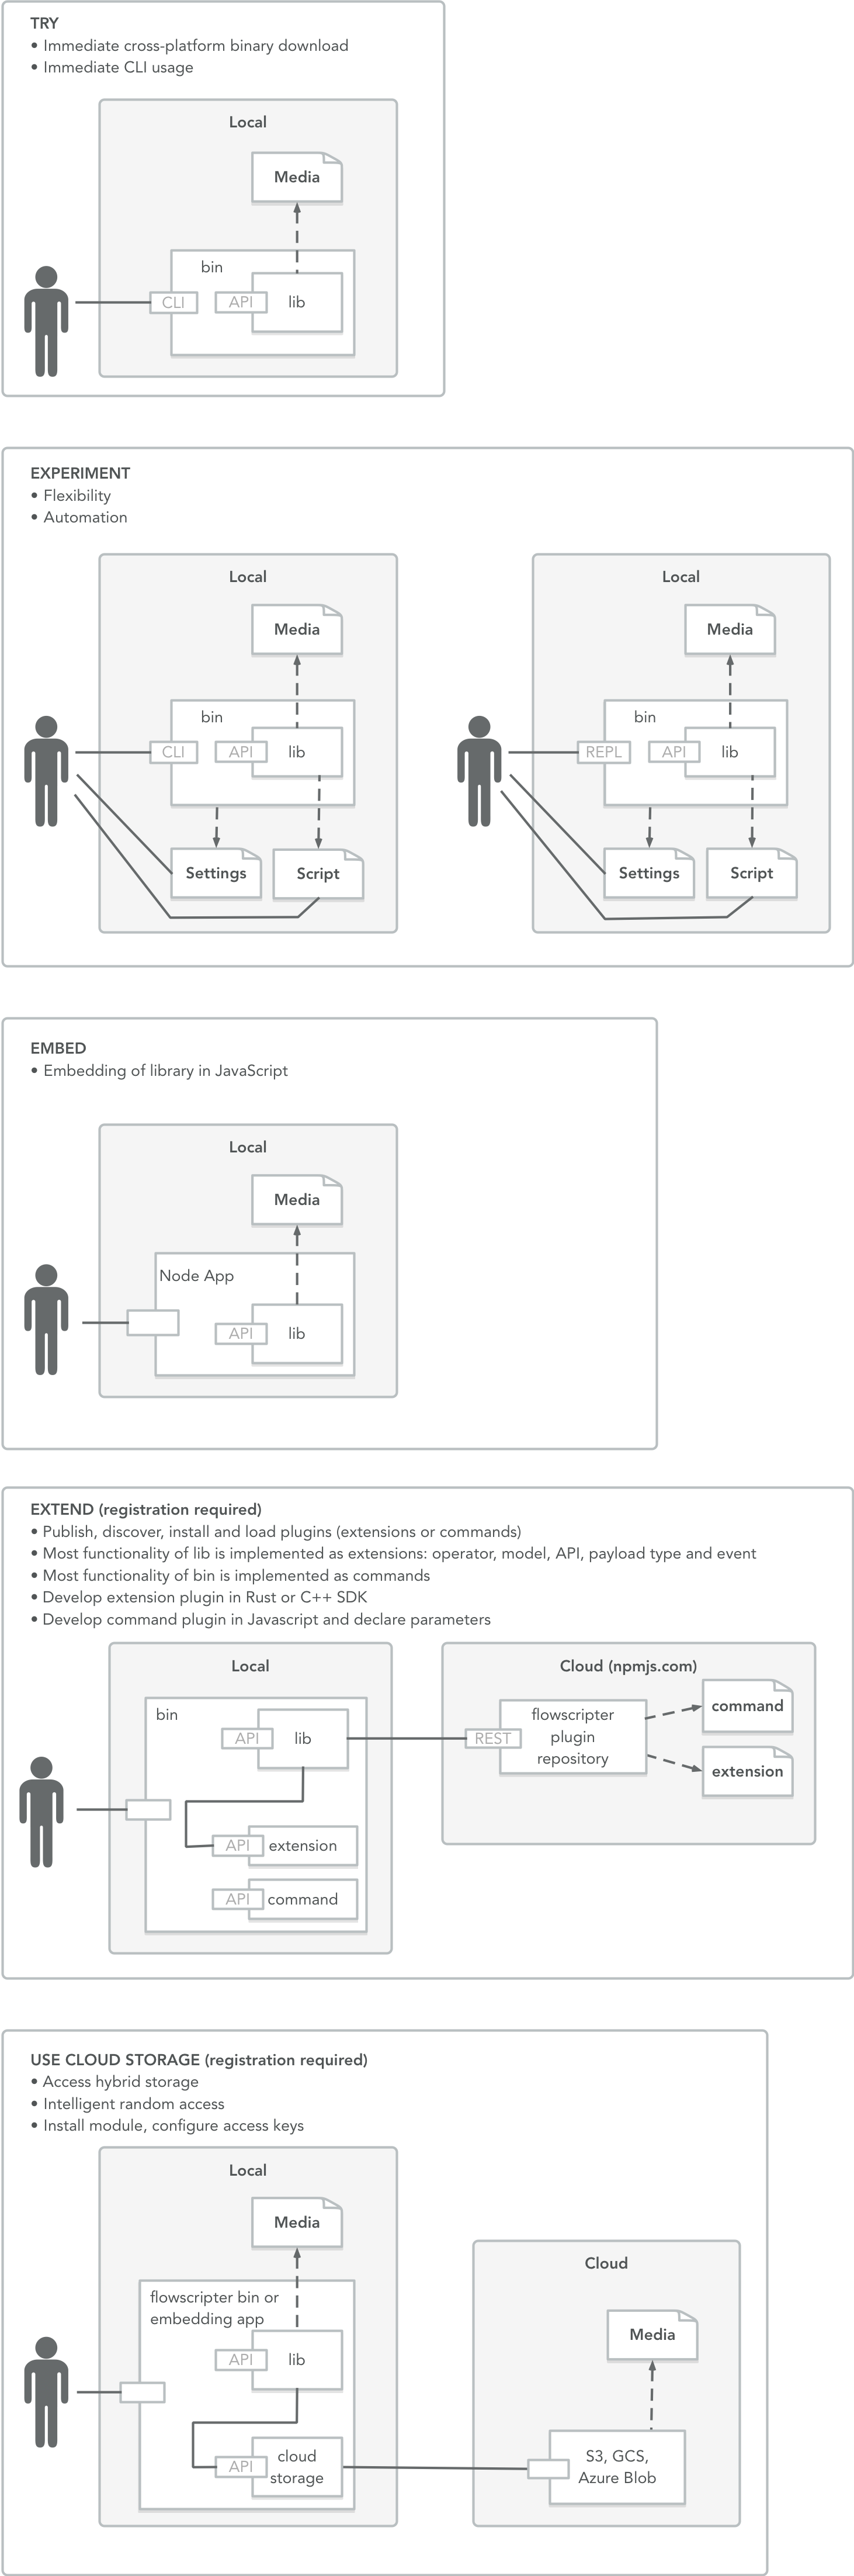 TRY
• Immediate cross-platform binary download
• Immediate CLI usage
Local
Media
bin
CLI
API
lib
EXPERIMENT
• Flexibility
• Automation
Local
Media
bin
CLI
API
lib
Settings
Script
Local
Media
bin
REPL
API
lib
Settings
Script
EMBED
• Embedding of library in JavaScript
Local
Media
Node App
API
lib
EXTEND (registration required)
• Publish, discover, install and load plugins (extensions or commands)
• Most functionality of lib is implemented as extensions: operator, model, API, payload type and event
• Most functionality of bin is implemented as commands
• Develop extension plugin in Rust or C++ SDK
• Develop command plugin in Javascript and declare parameters
Local
bin
API
lib
API
extension
API
command
Cloud (npmjs.com)
REST
flowscripter
plugin
repository
command
extension
USE CLOUD STORAGE (registration required)
• Access hybrid storage
• Intelligent random access
• Install module, configure access keys
Local
Media
flowscripter bin or
embedding app
API
lib
API
cloud
storage
Cloud
Media
S3, GCS,
Azure Blob